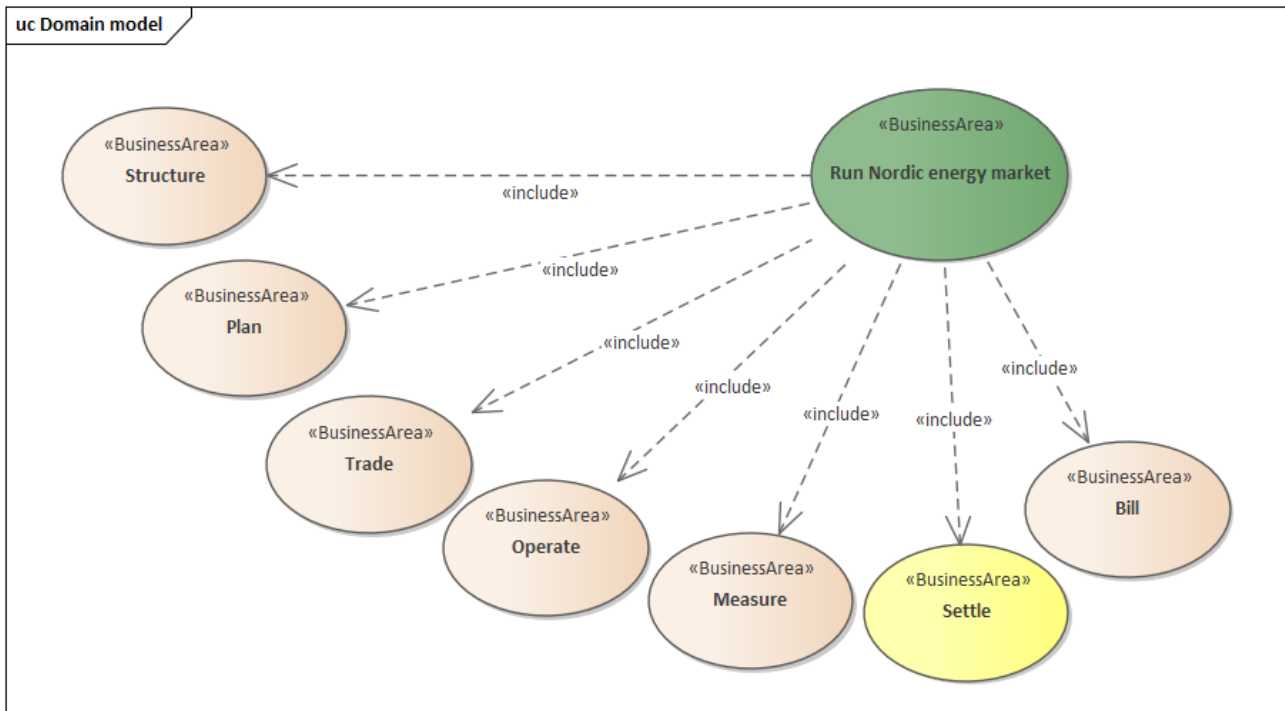 uc Domain model
«BusinessArea»
Run Nordic energy market
«BusinessArea»
Structure
«include»
«BusinessArea»
Plan
«include»
«BusinessArea»
Trade
«include»
«BusinessArea»
Operate
«include»
«BusinessArea»
Measure
«include»
«BusinessArea»
Settle
«include»
«BusinessArea»
Bill
«include»